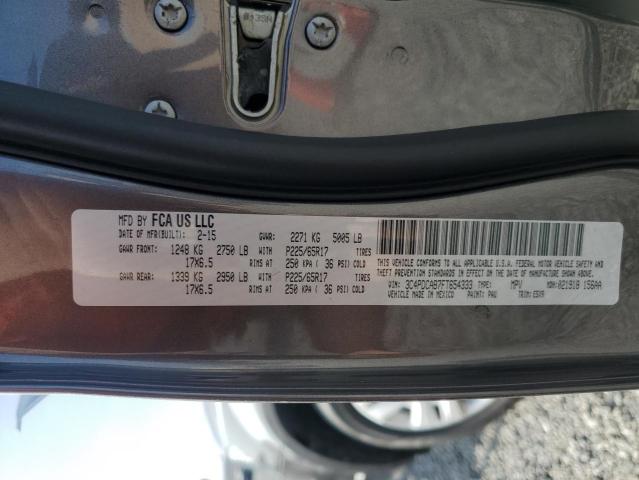 MFD BY FCA US LLC
DATE OF MFR(BUILT): 2-15 GVWR: 2271 KG 5005 LB
GAWR FRONT: 1248 KG 2750 LB WITH P225/65R17 TIRES
17X6.5 RIMS AT 250 KPA ( 36 PSI) COLD
GAWR REAR: 1339 KG 2950 LB WITH P225/65R17 TIRES
17X6.5 RIMS AT 250 KPA ( 36 PSI) COLD
THIS VEHICLE CONFORMS TO ALL APPLICABLE U.S.A. FEDERAL MOTOR VEHICLE SAFETY AND
THEFT PREVENTION STANDARDS IN EFFECT ON THE DATE OF MANUFACTURE SHOWN ABOVE.
VIN: 3C4PDCAB7FT654333 TYPE: MPV MDH:021918 156AA
VEHICLE MADE IN MEXICO PAINT: PAU TRIM: